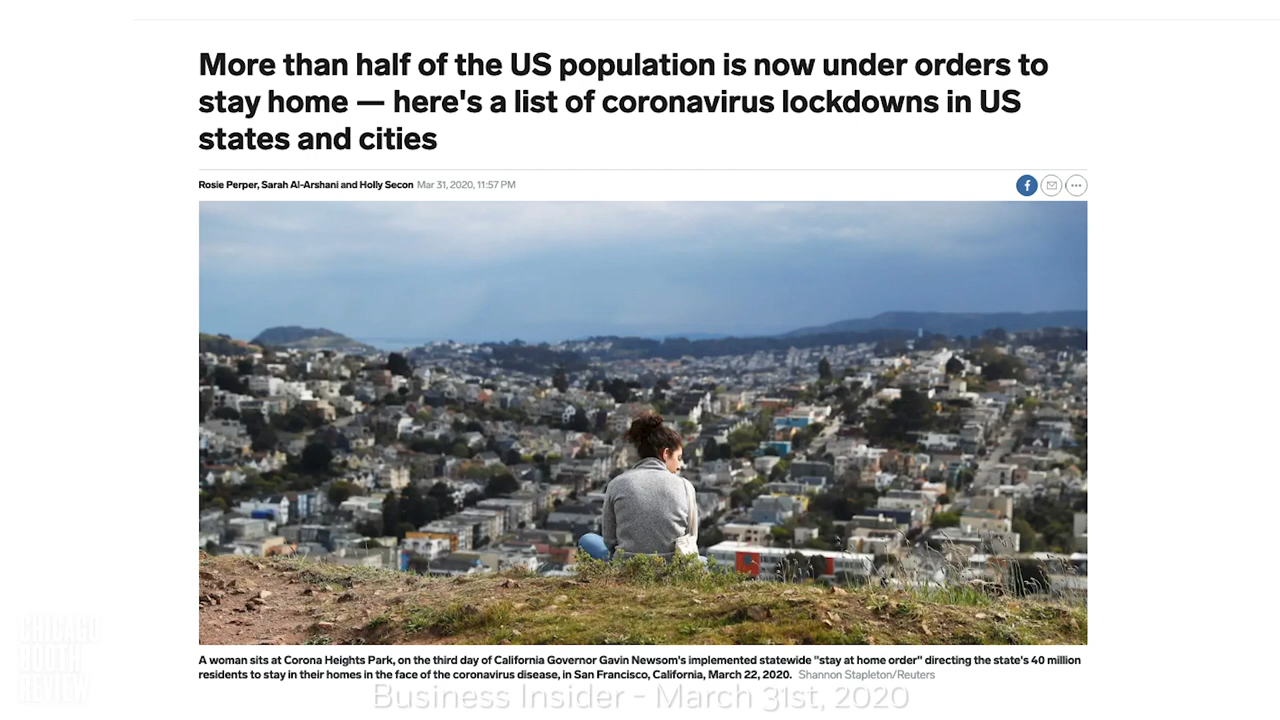 More than half of the US population is now under orders to
stay home — here's a list of coronavirus lockdowns in US
states and cities
Rosie Perper, Sarah Al-Arshani and Holly Secon Mar 31, 2020, 11:57 PM
A woman sits at Corona Heights Park, on the third day of California Governor Gavin Newsom's implemented statewide "stay at home order" directing the state's 40 million
residents to stay in their homes in the face of the coronavirus disease, in San Francisco, California, March 22, 2020. Shannon Stapleton/Reuters
Business Insider - March 31st, 2020
CHICAGO
BOOTH
REVIEW